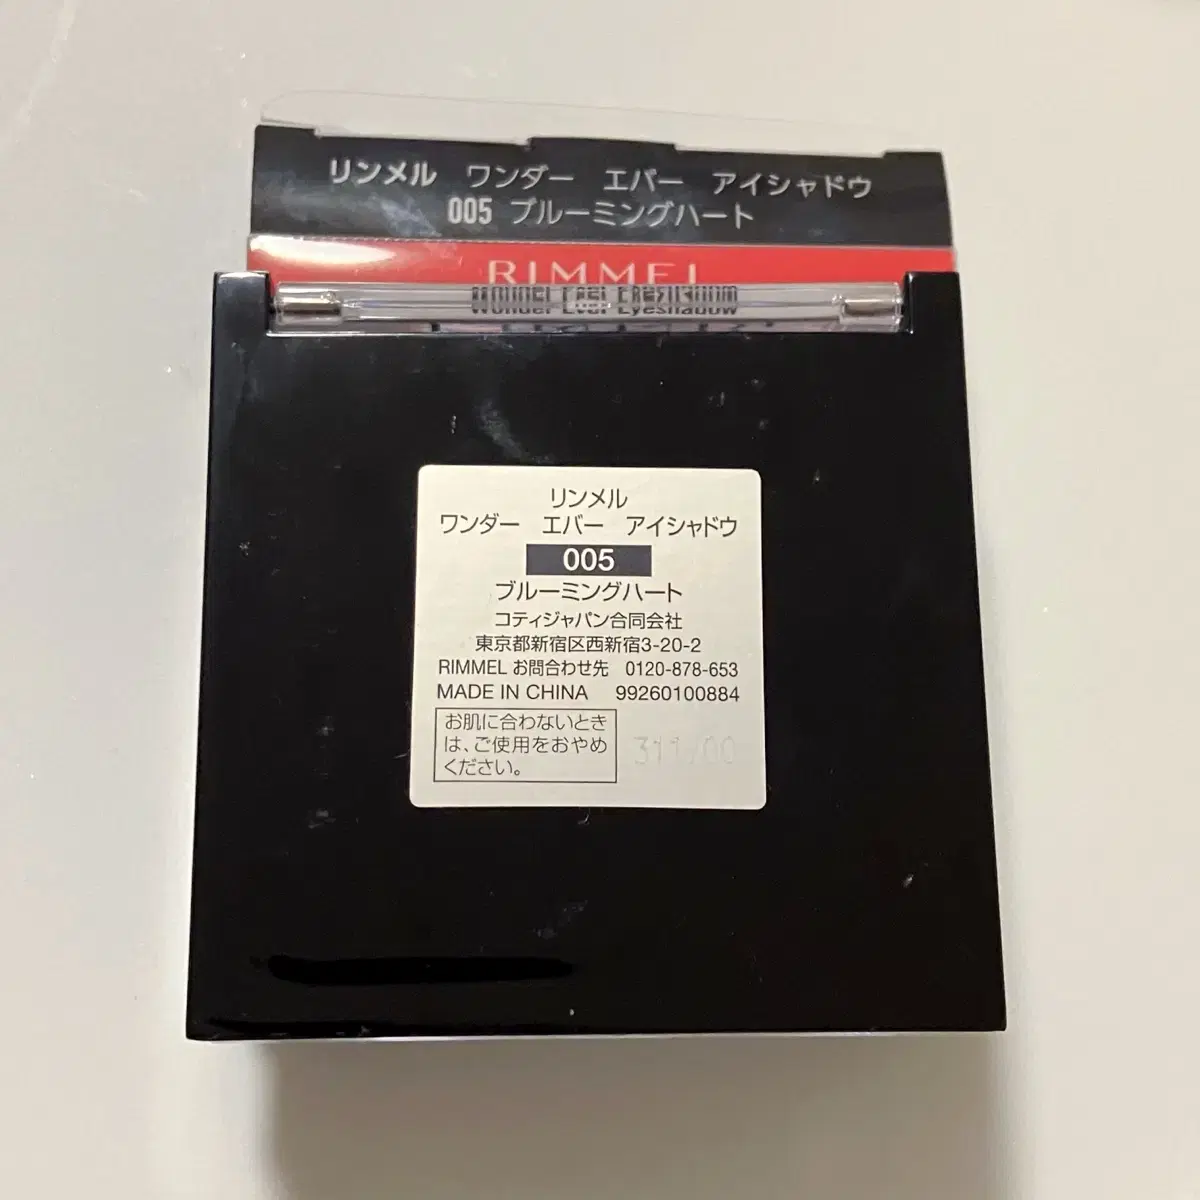 リンメル ワンダー エバー アイシャドウ
005 ブルーミングハート
RIMMEL
Wonder Ever Eyeshadow
リンメル
ワンダー エバー アイシャドウ
005
ブルーミングハート
コティジャパン合同会社
東京都新宿区西新宿3-20-2
RIMMEL お問合わせ先 0120-878-653
MADE IN CHINA 99260100884
お肌に合わないとき
は、ご使用をおやめ
ください。